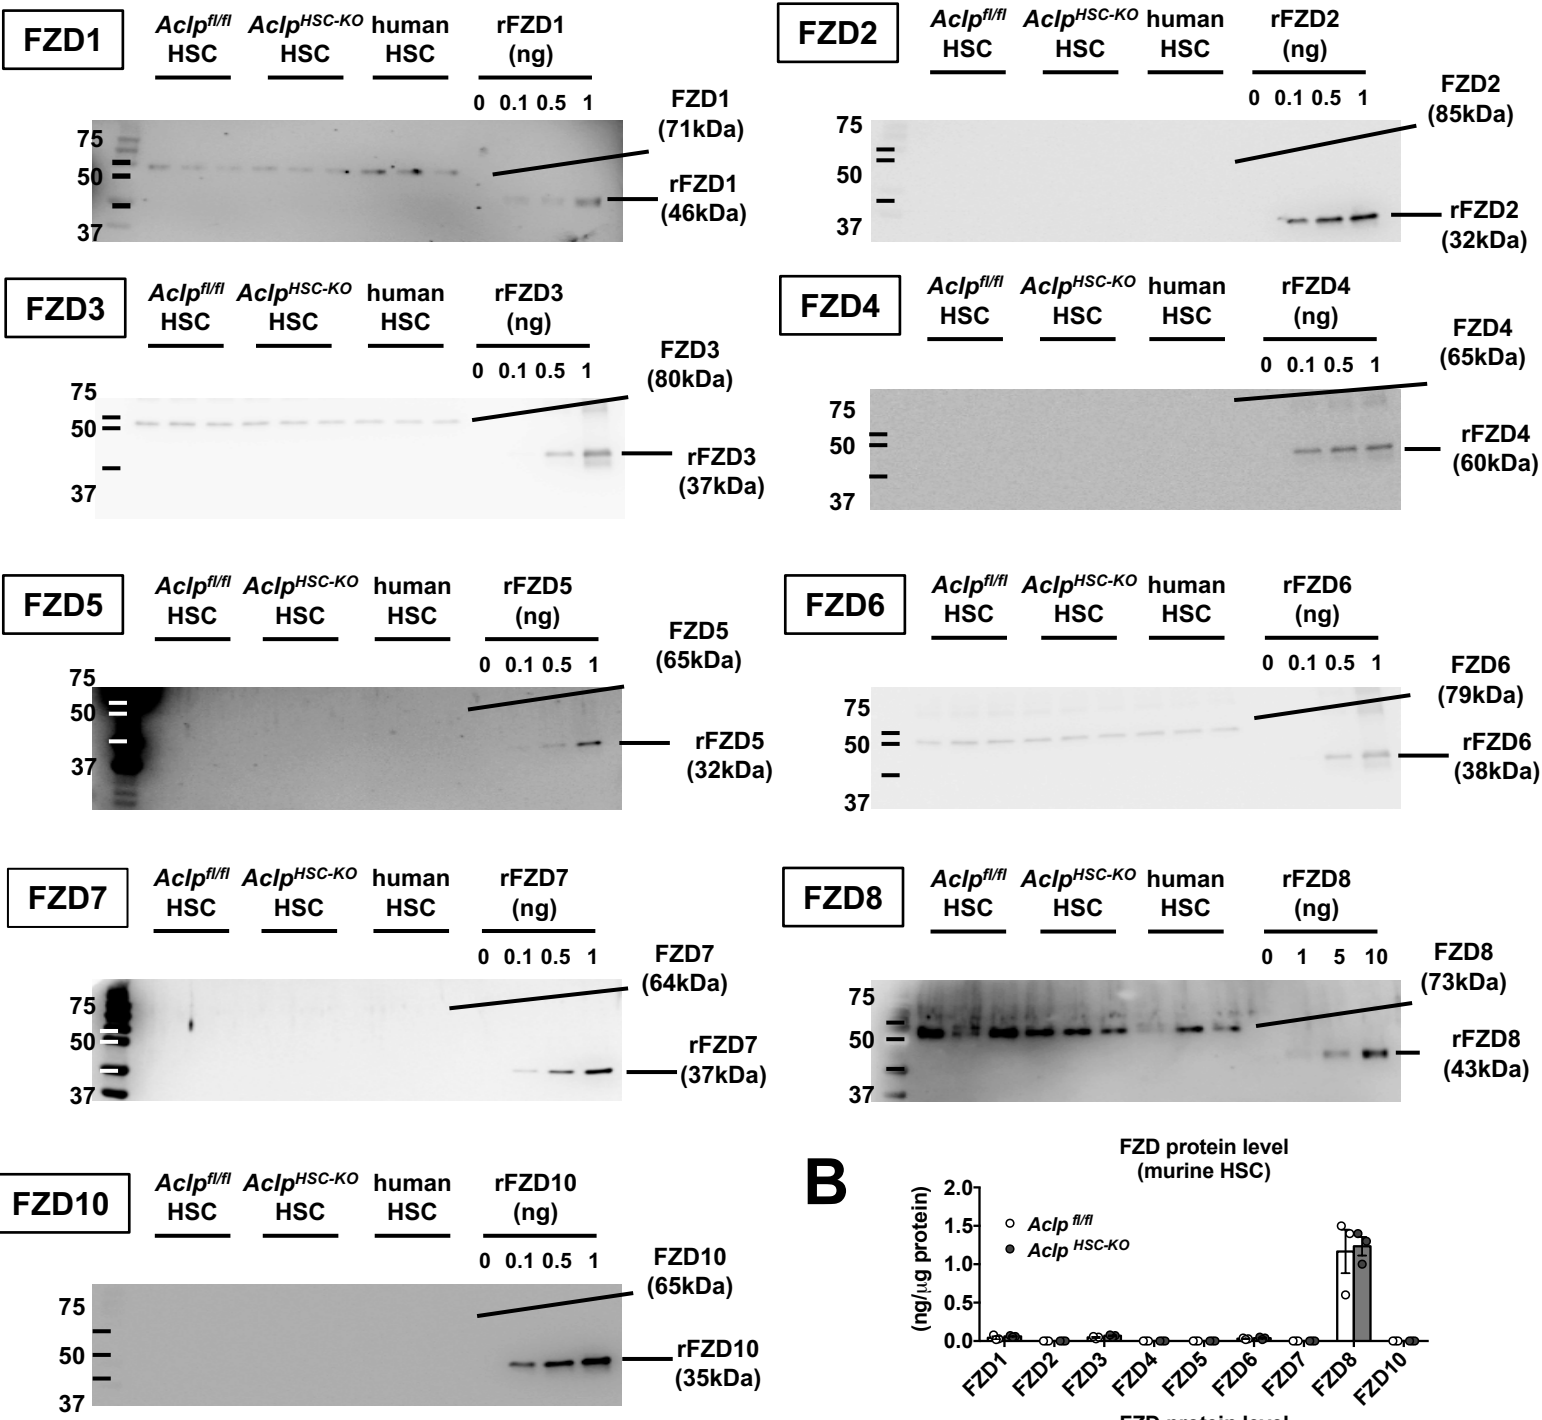 FZD1
Aclp^fl/fl Aclp^HSC-KO human rFZD1
HSC HSC HSC (ng)
0 0.1 0.5 1
FZD1
(71kDa)
75
50
37
rFZD1
(46kDa)
FZD2
Aclp^fl/fl Aclp^HSC-KO human rFZD2
HSC HSC HSC (ng)
0 0.1 0.5 1
FZD2
(85kDa)
75
50
37
rFZD2
(32kDa)
FZD3
Aclp^fl/fl Aclp^HSC-KO human rFZD3
HSC HSC HSC (ng)
0 0.1 0.5 1
FZD3
(80kDa)
75
50
37
rFZD3
(37kDa)
FZD4
Aclp^fl/fl Aclp^HSC-KO human rFZD4
HSC HSC HSC (ng)
0 0.1 0.5 1
FZD4
(65kDa)
75
50
37
rFZD4
(60kDa)
FZD5
Aclp^fl/fl Aclp^HSC-KO human rFZD5
HSC HSC HSC (ng)
0 0.1 0.5 1
FZD5
(65kDa)
75
50
37
rFZD5
(32kDa)
FZD6
Aclp^fl/fl Aclp^HSC-KO human rFZD6
HSC HSC HSC (ng)
0 0.1 0.5 1
FZD6
(79kDa)
75
50
37
rFZD6
(38kDa)
FZD7
Aclp^fl/fl Aclp^HSC-KO human rFZD7
HSC HSC HSC (ng)
0 0.1 0.5 1
FZD7
(64kDa)
75
50
37
rFZD7
(37kDa)
FZD8
Aclp^fl/fl Aclp^HSC-KO human rFZD8
HSC HSC HSC (ng)
0 1 5 10
FZD8
(73kDa)
75
50
37
rFZD8
(43kDa)
FZD10
Aclp^fl/fl Aclp^HSC-KO human rFZD10
HSC HSC HSC (ng)
0 0.1 0.5 1
FZD10
(65kDa)
75
50
37
rFZD10
(35kDa)
B
FZD protein level
(murine HSC)
(ng/μg protein)
2.0
1.5
1.0
0.5
0.0
Aclp ^fl/fl
Aclp ^HSC-KO
FZD1 FZD2 FZD3 FZD4 FZD5 FZD6 FZD7 FZD8 FZD10
FZD protein level